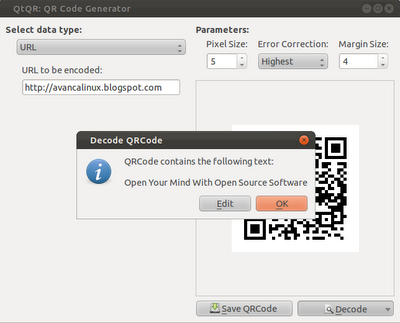 QtQR: QR Code Generator
Select data type:
URL
URL to be encoded:
http://avancalinux.blogspot.com
Parameters:
Pixel Size: Error Correction: Margin Size:
5 Highest 4
Decode QRCode
QRCode contains the following text:
Open Your Mind With Open Source Software
Edit OK
Save QRCode Decode